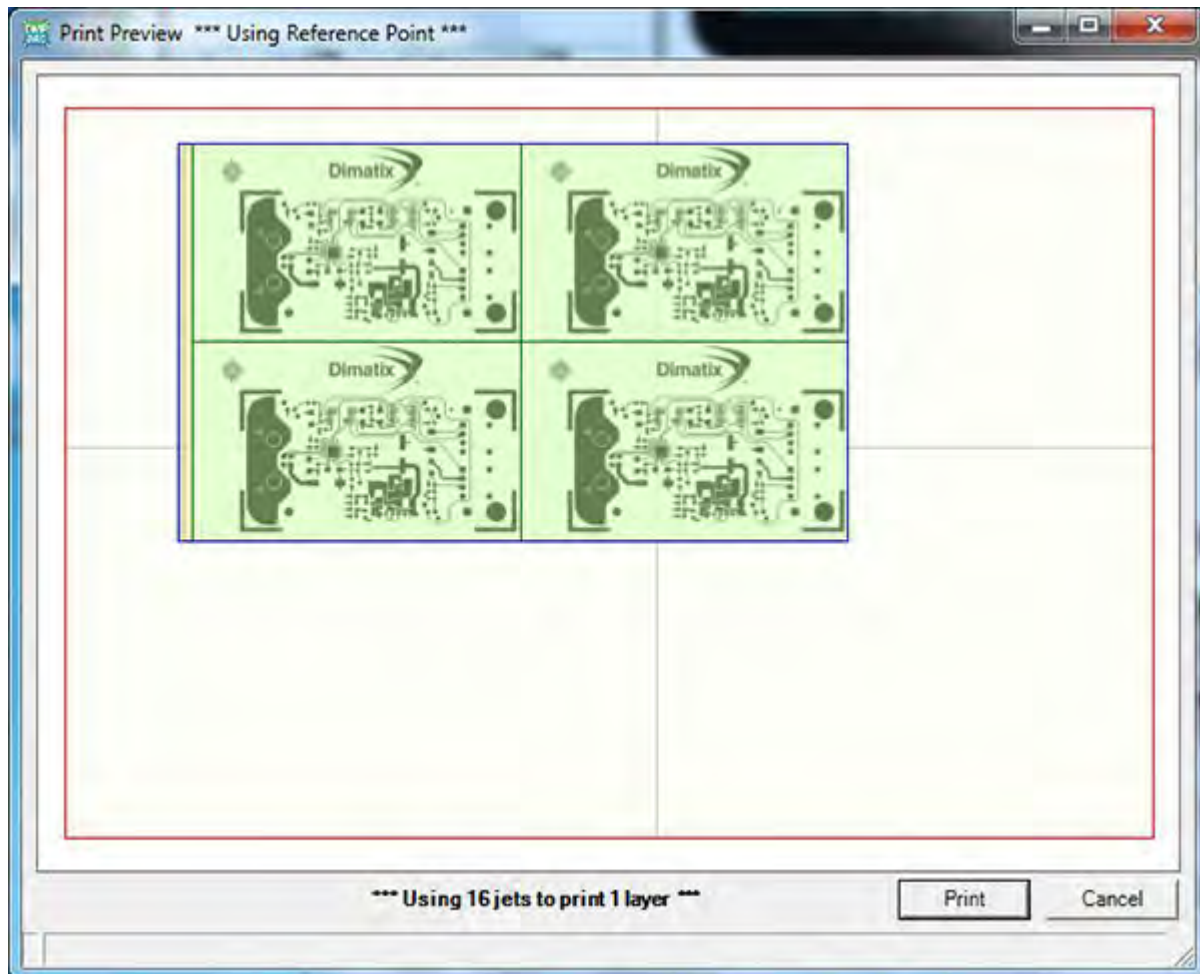 Print Preview *** Using Reference Point ***
Dimatix
Dimatix
Dimatix
Dimatix
*** Using 16 jets to print 1 layer ***
Print
Cancel